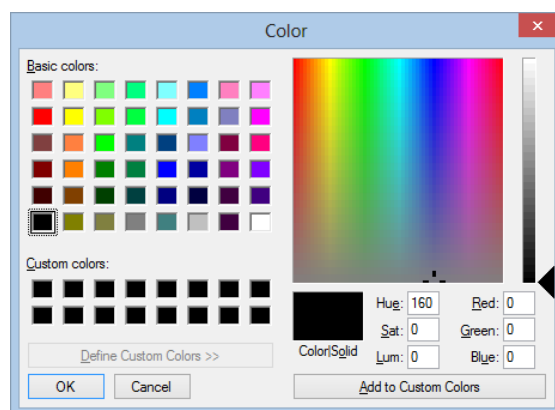 Color
Basic colors:
Custom colors:
Define Custom Colors >>
OK
Cancel
Color|Solid
Hue: 160
Sat: 0
Lum: 0
Red: 0
Green: 0
Blue: 0
Add to Custom Colors